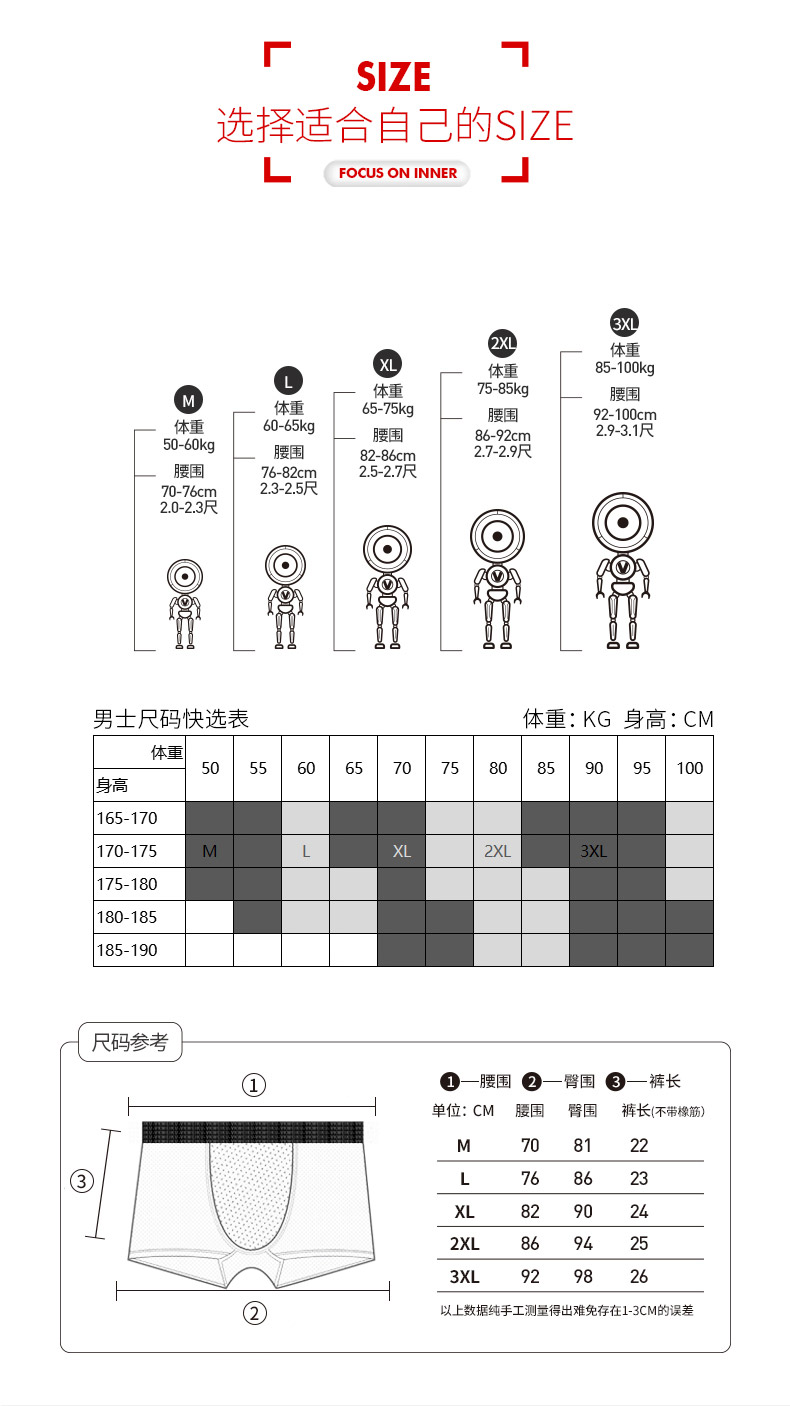 SIZE
选择适合自己的SIZE
FOCUS ON INNER
M
体重
50-60kg
腰围
70-76cm
2.0-2.3尺
L
体重
60-65kg
腰围
76-82cm
2.3-2.5尺
XL
体重
65-75kg
腰围
82-86cm
2.5-2.7尺
2XL
体重
75-85kg
腰围
86-92cm
2.7-2.9尺
3XL
体重
85-100kg
腰围
92-100cm
2.9-3.1尺
V V V V V
男士尺码快选表 体重：KG 身高：CM
体重
身高
50 55 60 65 70 75 80 85 90 95 100
165-170
170-175 M L XL 2XL 3XL
175-180
180-185
185-190
尺码参考
①
③
②
❶—腰围 ❷—臀围 ❸—裤长
单位：CM 腰围 臀围 裤长(不带橡筋)
M 70 81 22
L 76 86 23
XL 82 90 24
2XL 86 94 25
3XL 92 98 26
以上数据纯手工测量得出难免存在1-3CM的误差